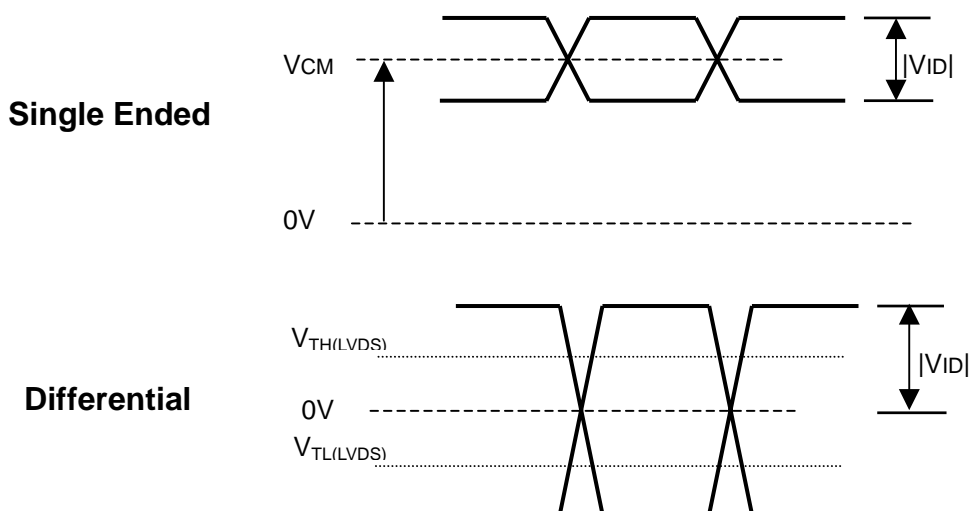 VCM
|VID|
Single Ended
0V
VTH(LVDS)
|VID|
Differential
0V
VTL(LVDS)